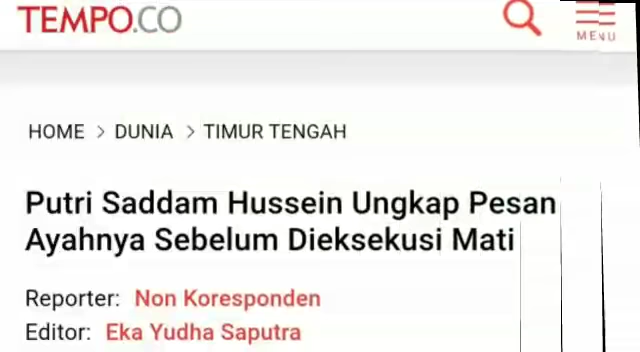 TEMPO.CO
MENU
HOME > DUNIA > TIMUR TENGAH
Putri Saddam Hussein Ungkap Pesan
Ayahnya Sebelum Dieksekusi Mati
Reporter: Non Koresponden
Editor: Eka Yudha Saputra